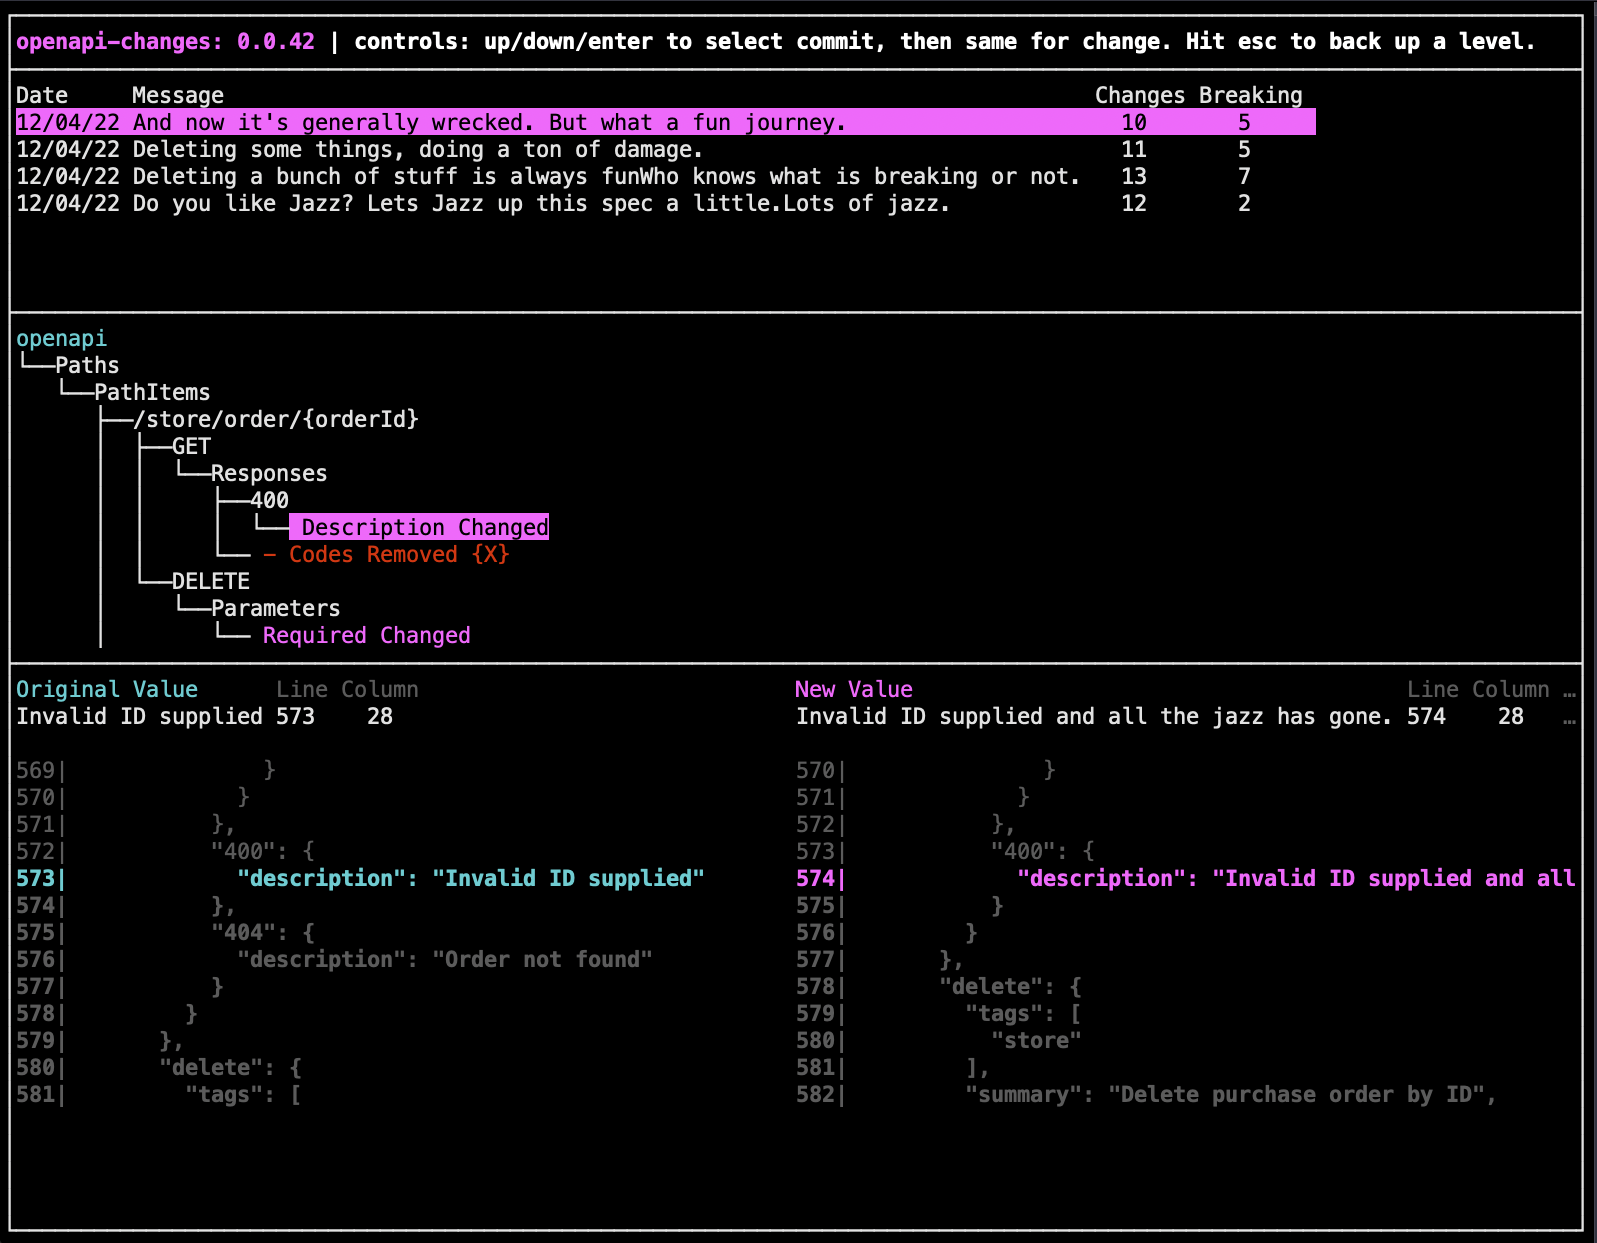 openapi-changes: 0.0.42 | controls: up/down/enter to select commit, then same for change. Hit esc to back up a level.
Date Message Changes Breaking
12/04/22 And now it's generally wrecked. But what a fun journey. 10 5
12/04/22 Deleting some things, doing a ton of damage. 11 5
12/04/22 Deleting a bunch of stuff is always funWho knows what is breaking or not. 13 7
12/04/22 Do you like Jazz? Lets Jazz up this spec a little.Lots of jazz. 12 2
openapi
└──Paths
└──PathItems
├──/store/order/{orderId}
├──GET
└──Responses
├──400
└── Description Changed
└── - Codes Removed {X}
└──DELETE
└──Parameters
└── Required Changed
Original Value Line Column
Invalid ID supplied 573 28
569| }
570| }
571| },
572| "400": {
573| "description": "Invalid ID supplied"
574| },
575| "404": {
576| "description": "Order not found"
577| }
578| }
579| },
580| "delete": {
581| "tags": [
New Value Line Column …
Invalid ID supplied and all the jazz has gone. 574 28 …
570| }
571| }
572| },
573| "400": {
574| "description": "Invalid ID supplied and all
575| }
576| }
577| },
578| "delete": {
579| "tags": [
580| "store"
581| ],
582| "summary": "Delete purchase order by ID",